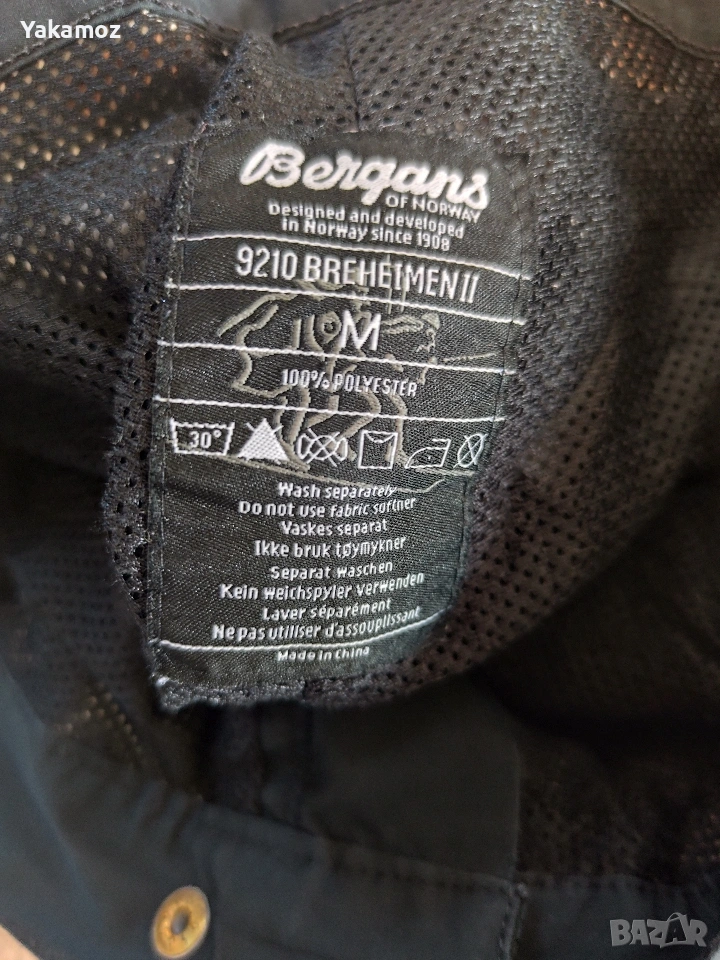 Yakamoz
Bergans
OF NORWAY
Designed and developed
in Norway since 1908
9210 BREHEIMEN II
M
100% POLYESTER
30°
Wash separately
Do not use fabric softner
Vaskes separat
Ikke bruk tøymykner
Separat waschen
Kein weichspyler verwenden
Laver séparément
Ne pas utiliser d'assouplissant
Made in China
BAZAR